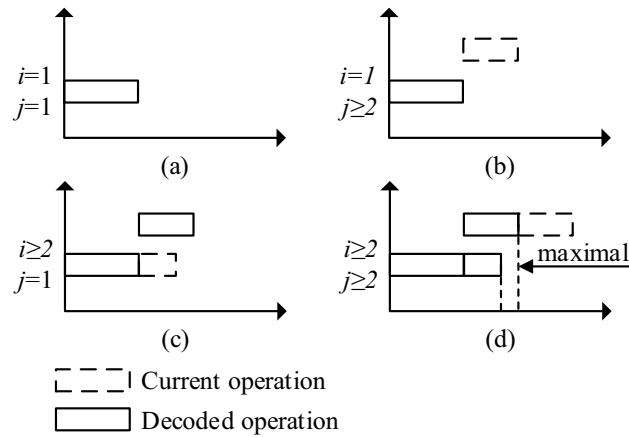 i=1
j=1
(a)
i=1
j≥2
(b)
i≥2
j=1
(c)
i≥2
j≥2
maximal
(d)
Current operation
Decoded operation